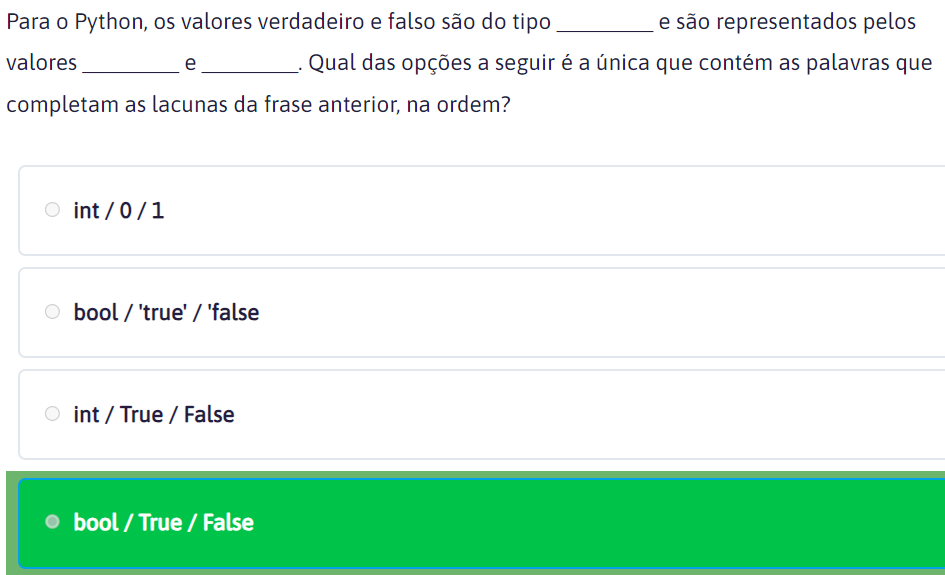 Para o Python, os valores verdadeiro e falso são do tipo _________ e são representados pelos
valores _________ e _________. Qual das opções a seguir é a única que contém as palavras que
completam as lacunas da frase anterior, na ordem?
int / 0 / 1
bool / 'true' / 'false
int / True / False
bool / True / False